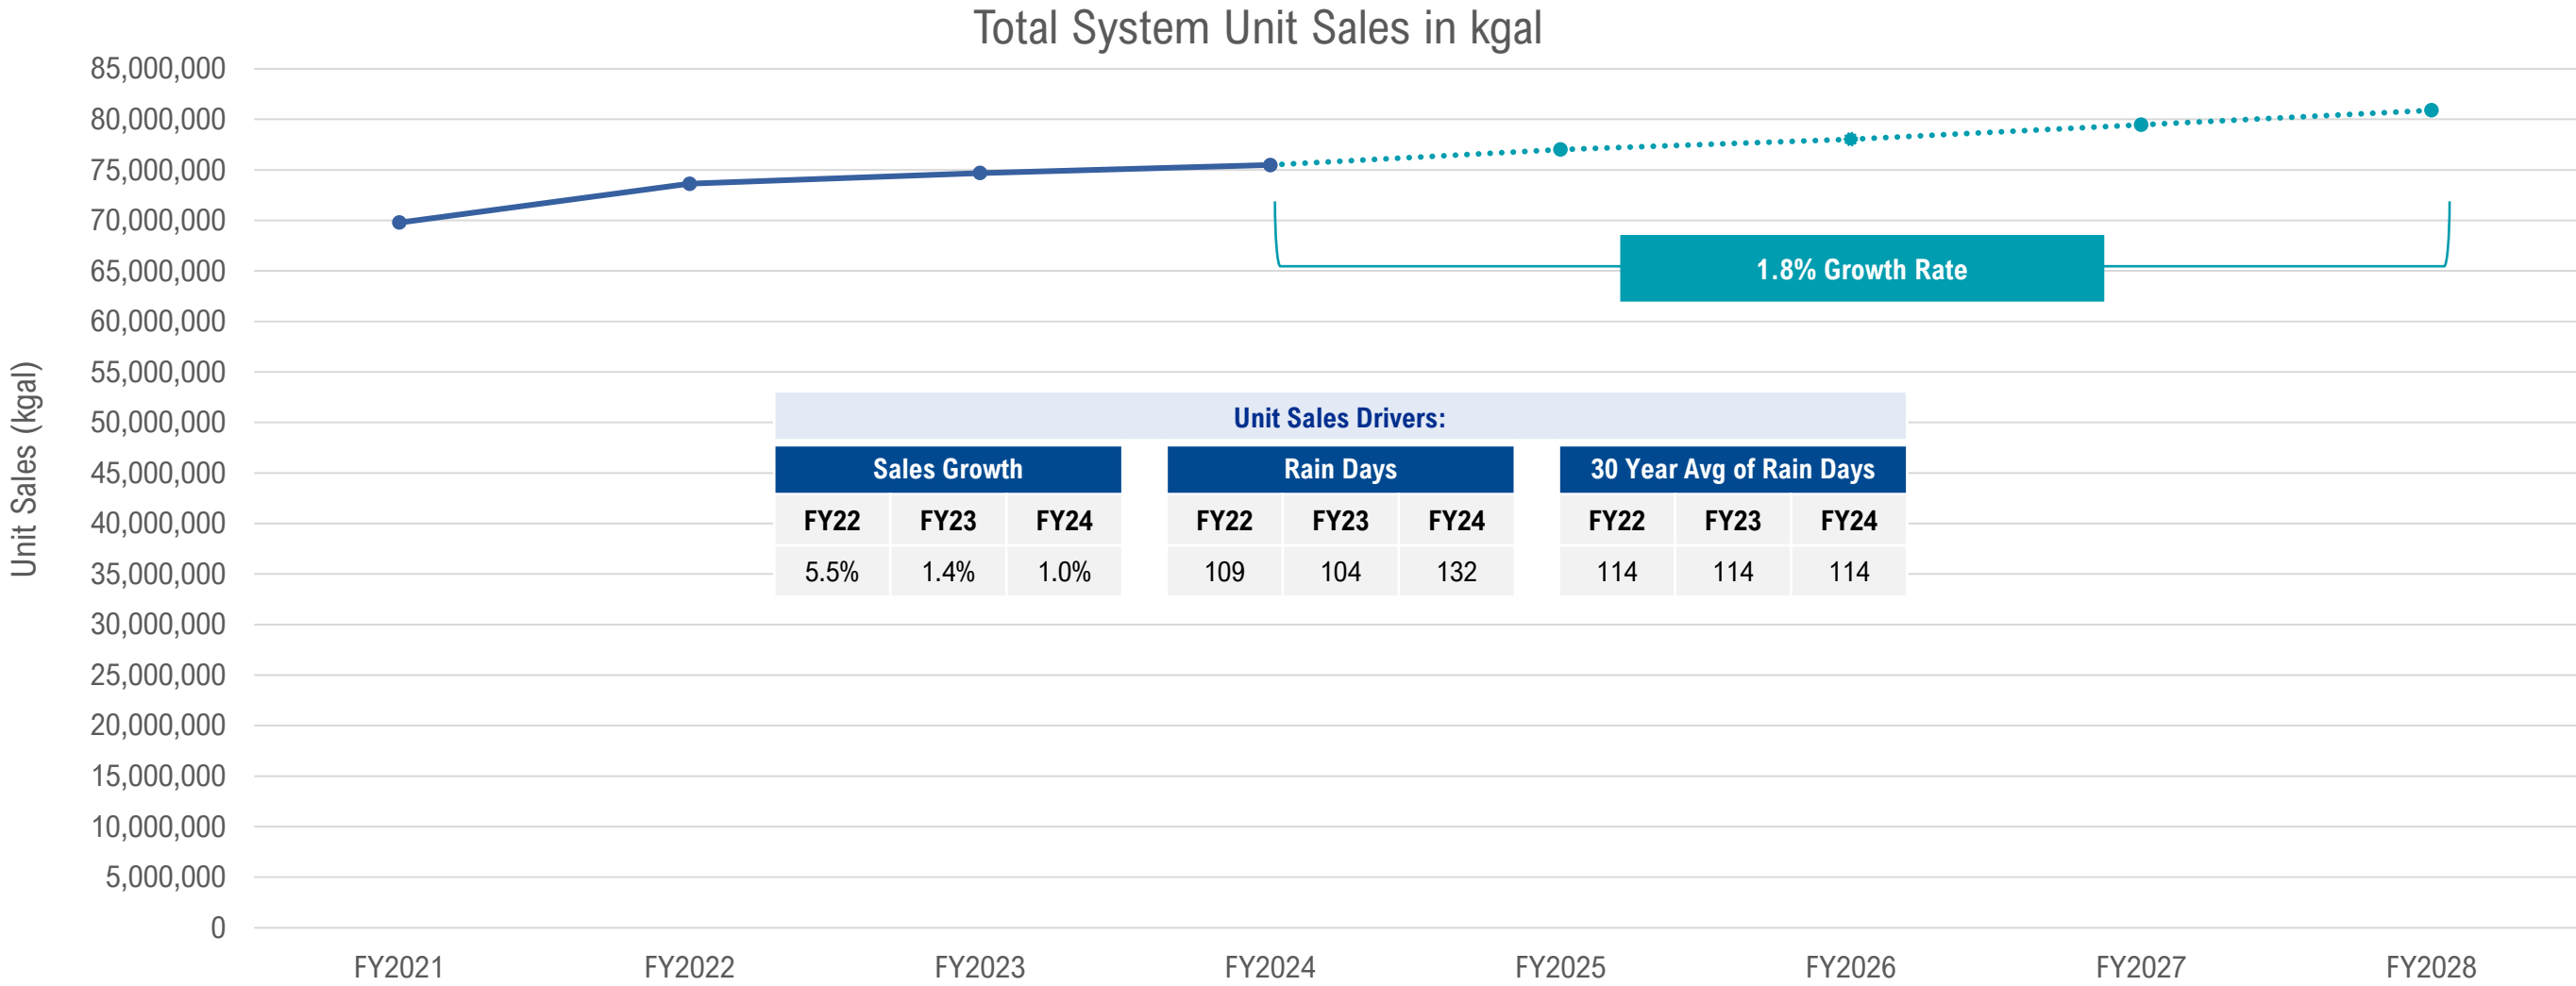 Total System Unit Sales in kgal
Unit Sales (kgal)
85,000,000
80,000,000
75,000,000
70,000,000
65,000,000
60,000,000
55,000,000
50,000,000
45,000,000
40,000,000
35,000,000
30,000,000
25,000,000
20,000,000
15,000,000
10,000,000
5,000,000
0
1.8% Growth Rate
Unit Sales Drivers:
Sales Growth Rain Days 30 Year Avg of Rain Days
FY22 FY23 FY24 FY22 FY23 FY24 FY22 FY23 FY24
5.5% 1.4% 1.0% 109 104 132 114 114 114
FY2021 FY2022 FY2023 FY2024 FY2025 FY2026 FY2027 FY2028